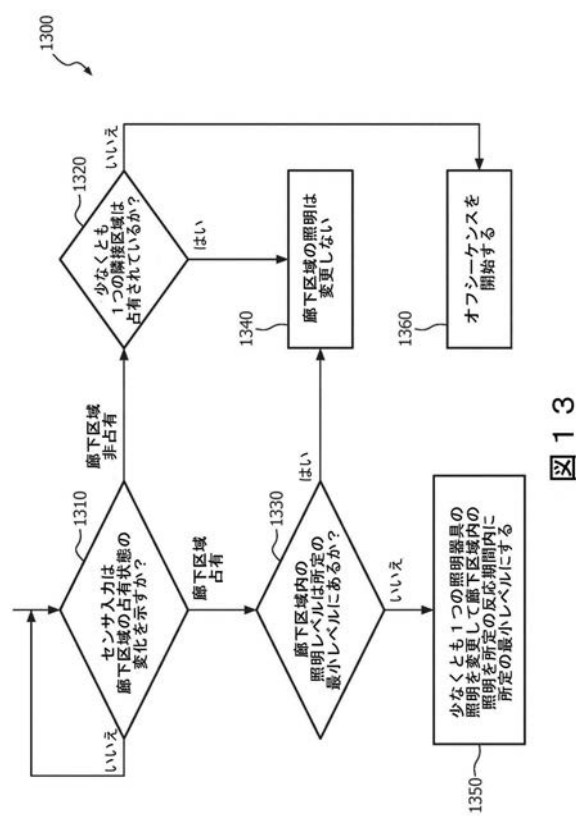 1300
1310
センサ入力は
廊下区域の占有状態の
変化を示すか?
いいえ
廊下区域
非占有
廊下区域
占有
1320
少なくとも
1つの隣接区域は
占有されているか?
いいえ
はい
1330
廊下区域内の
照明レベルは所定の
最小レベルにあるか?
はい
いいえ
1340
廊下区域の照明は
変更しない
1350
少なくとも1つの照明器具の
照明を変更して廊下区域内の
照明を所定の反応期間内に
所定の最小レベルにする
1360
オフシーケンスを
開始する
図13